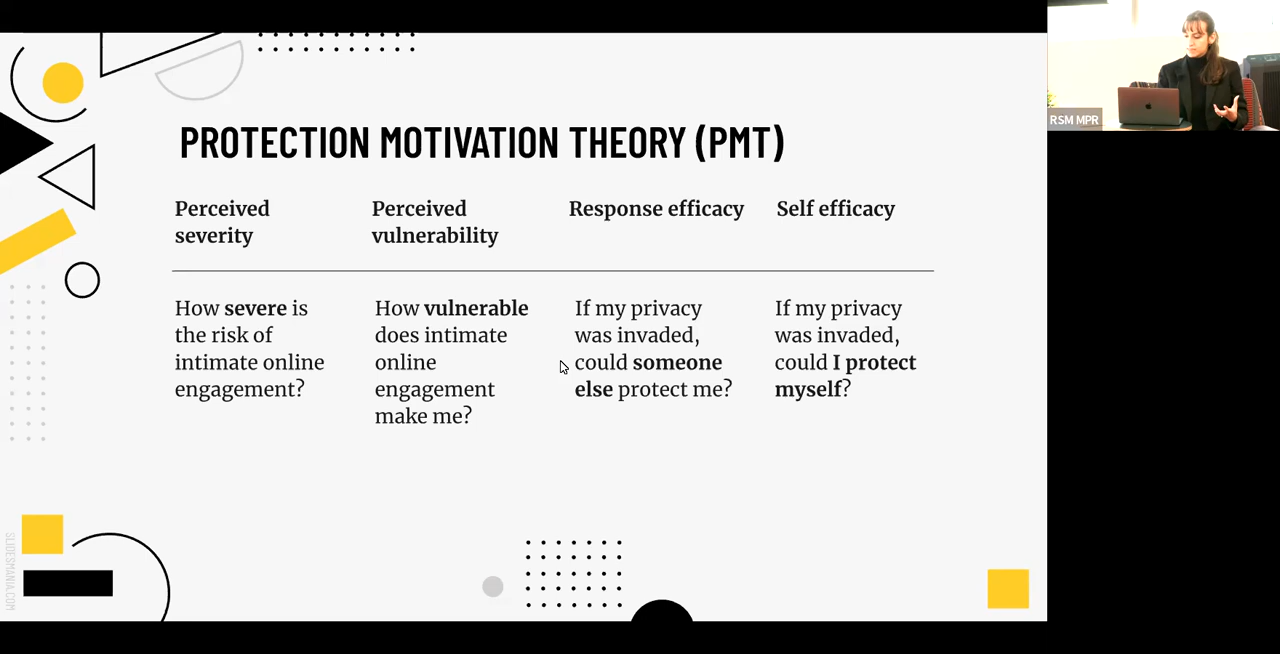 PROTECTION MOTIVATION THEORY (PMT)
Perceived
severity
Perceived
vulnerability
Response efficacy
Self efficacy
How severe is
the risk of
intimate online
engagement?
How vulnerable
does intimate
online
engagement
make me?
If my privacy
was invaded,
could someone
else protect me?
If my privacy
was invaded,
could I protect
myself?
SLIDESMANIA.COM
RSM MPR